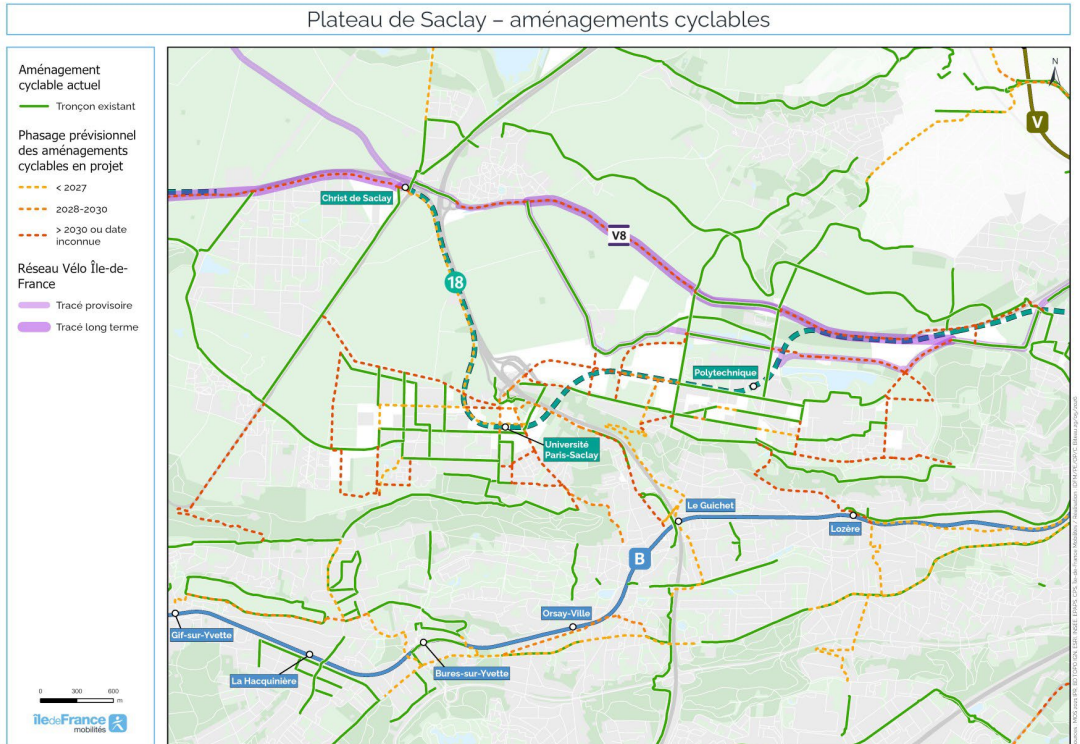 Plateau de Saclay – aménagements cyclables
Aménagement
cyclable actuel
Tronçon existant
Phasage prévisionnel
des aménagements
cyclables en projet
< 2027
2028-2030
> 2030 ou date
inconnue
Réseau Vélo Île-de-
France
Tracé provisoire
Tracé long terme
0 300 600
m
îledeFrance
mobilités
N
V
Christ de Saclay
V8
18
Polytechnique
Université
Paris-Saclay
Le Guichet
Lozère
B
Orsay-Ville
Gif-sur-Yvette
La Hacquinière
Bures-sur-Yvette